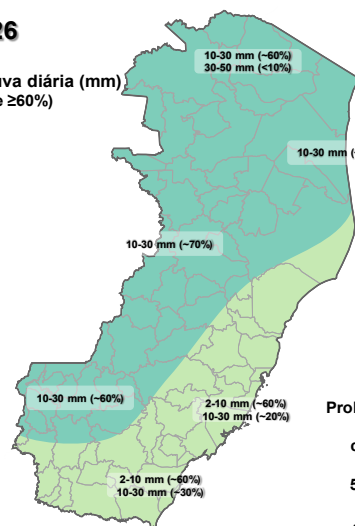 26
uva diária (mm)
e ≥60%)
10-30 mm (~60%)
30-50 mm (<10%)
10-30 mm (~
10-30 mm (~70%)
10-30 mm (~60%)
2-10 mm (~60%)
10-30 mm (~20%)
2-10 mm (~60%)
10-30 mm (~30%)
Prol
5